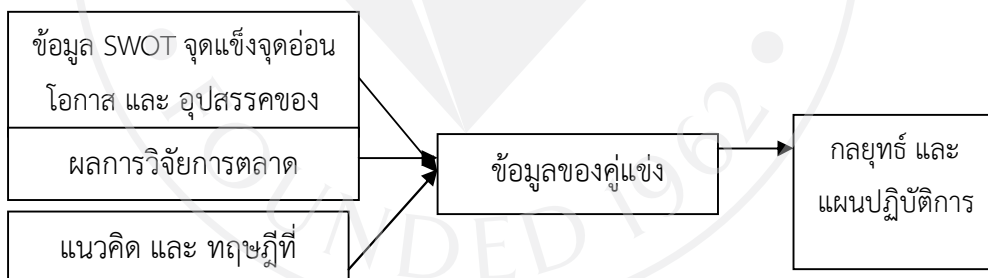 ข้อมูล SWOT จุดแข็งจุดอ่อน
โอกาส และ อุปสรรคของ
ผลการวิจัยการตลาด
แนวคิด และ ทฤษฎีที่
ข้อมูลของคู่แข่ง
กลยุทธ์ และ
แผนปฏิบัติการ
FOUNDED 1962